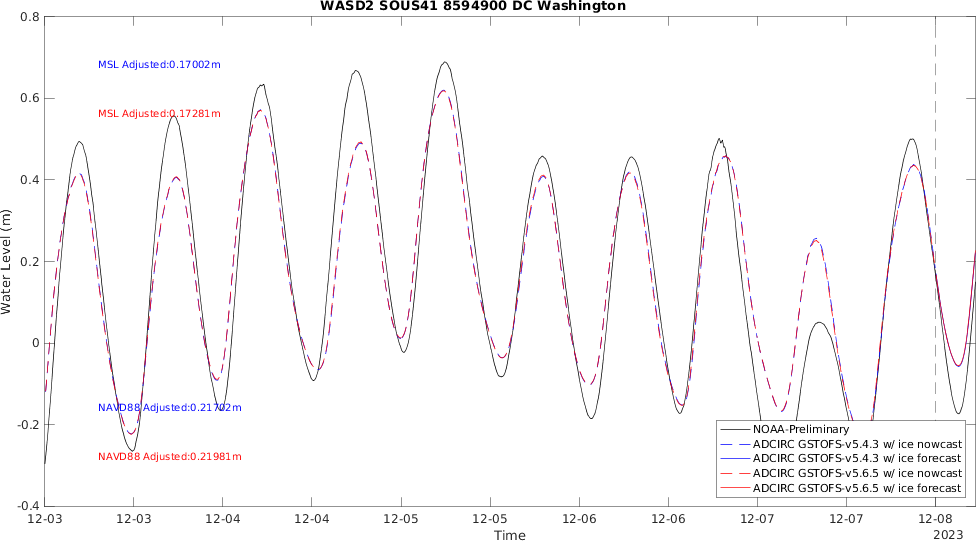 WASD2 SOUS41 8594900 DC Washington
0.8
MSL Adjusted:0.17002m
0.6
MSL Adjusted:0.17281m
0.4
Water Level (m)
0.2
0
-0.2
NAVD88 Adjusted:0.21702m
NAVD88 Adjusted:0.21981m
-0.4
NOAA-Preliminary
ADCIRC GSTOFS-v5.4.3 w/ ice nowcast
ADCIRC GSTOFS-v5.4.3 w/ ice forecast
ADCIRC GSTOFS-v5.6.5 w/ ice nowcast
ADCIRC GSTOFS-v5.6.5 w/ ice forecast
12-03 12-03 12-04 12-04 12-05 12-05 12-06 12-06 12-07 12-07 12-08
2023
Time